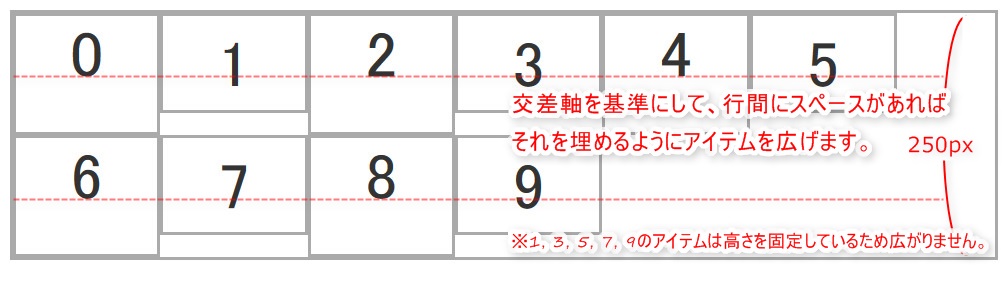 0 1 2 3 4 5
交差軸を基準にして、行間にスペースがあれば
それを埋めるようにアイテムを広げます。
250px
6 7 8 9
※1, 3, 5, 7, 9のアイテムは高さを固定しているため広がりません。